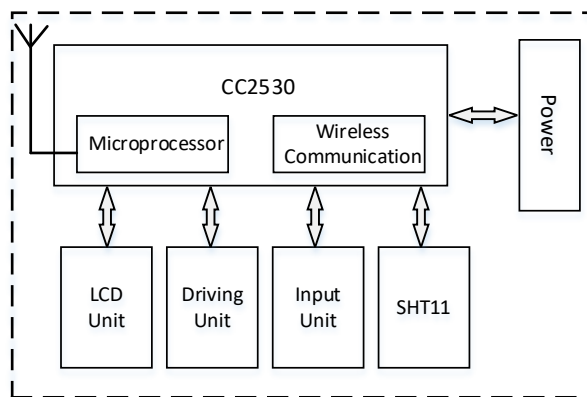 CC2530
Microprocessor
Wireless
Communication
Power
LCD
Unit
Driving
Unit
Input
Unit
SHT11